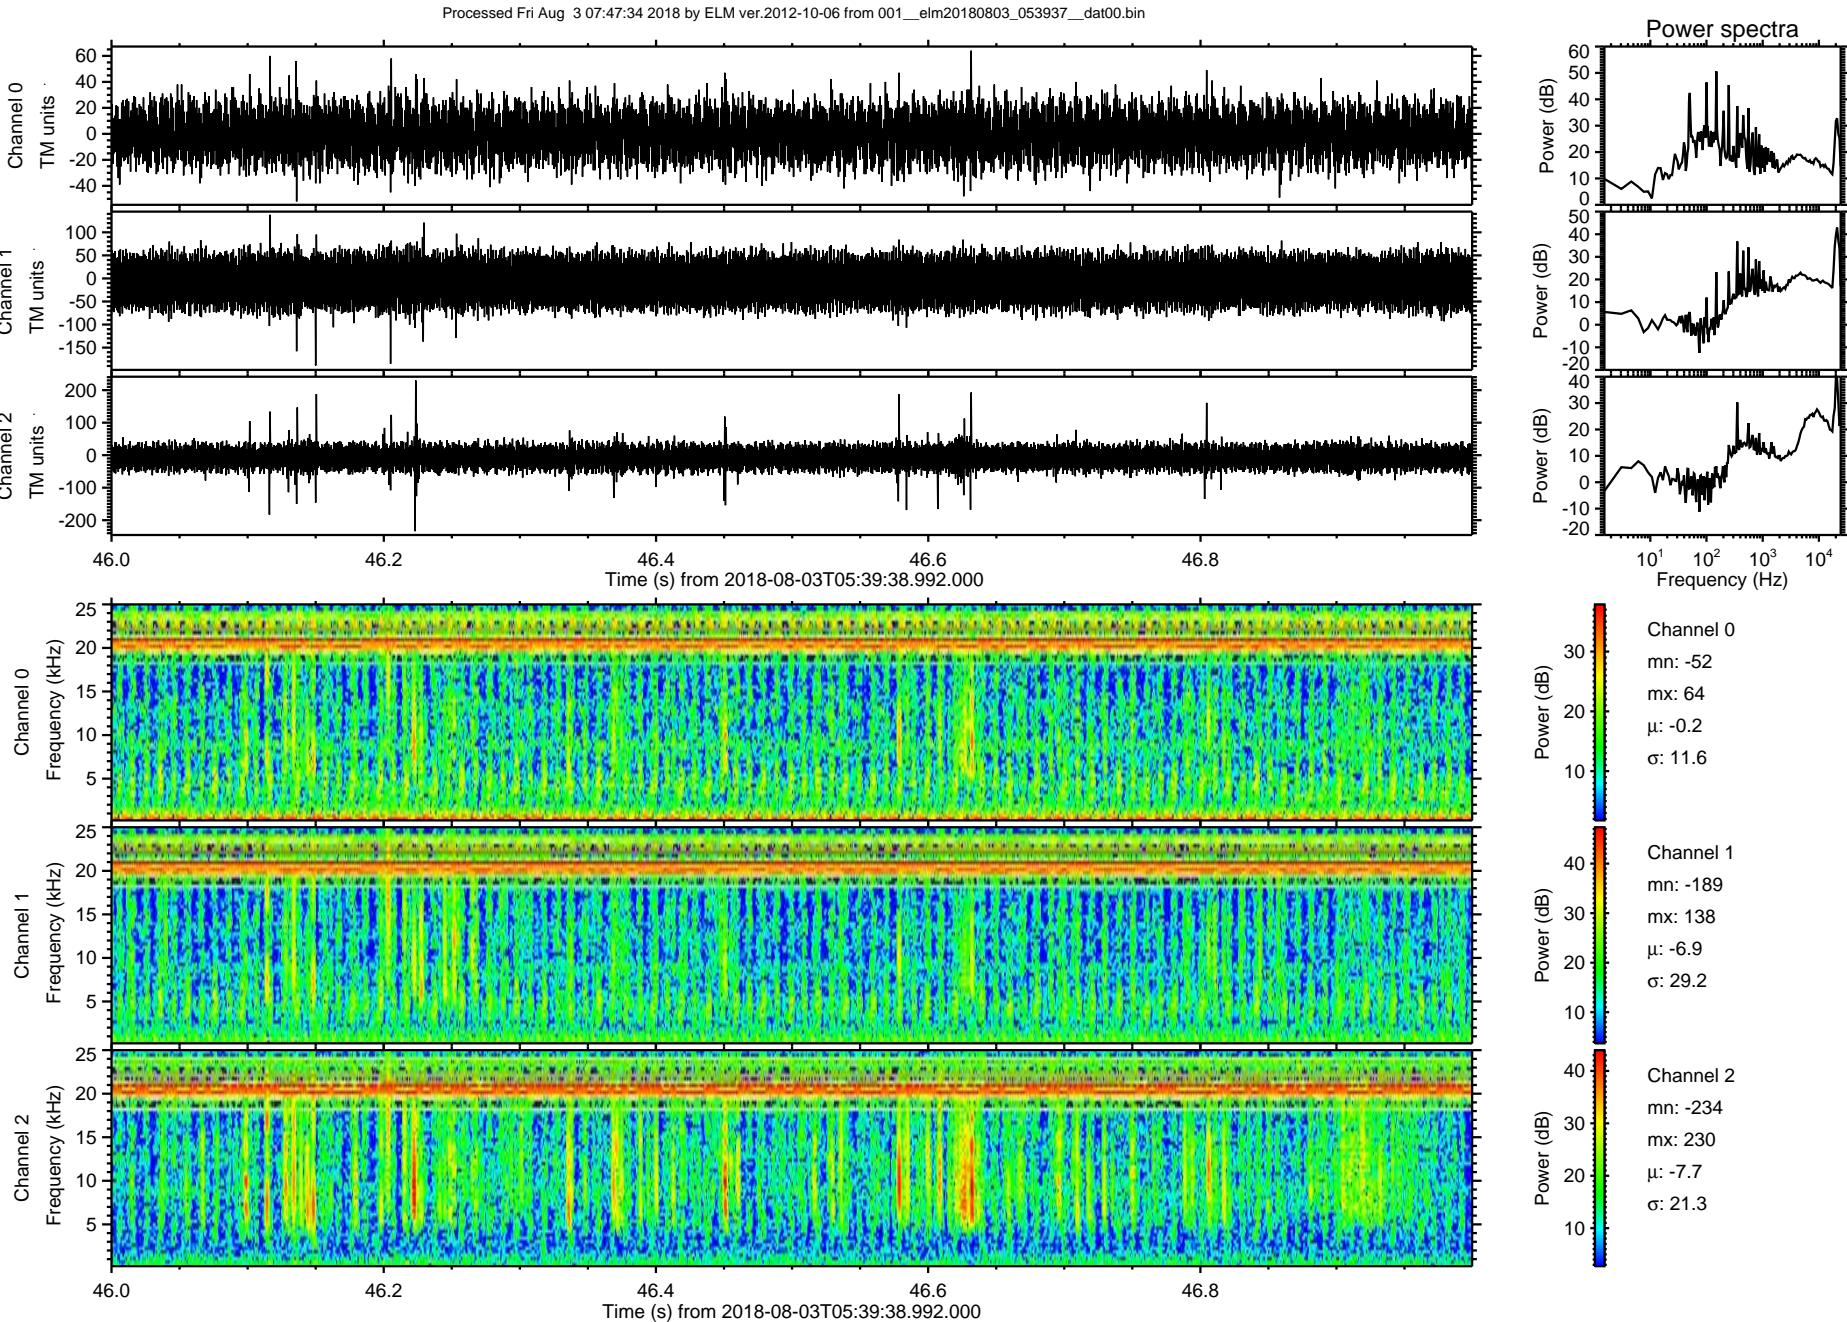 Processed Fri Aug  3 07:47:34 2018 by ELM ver.2012-10-06 from 001__elm20180803_053937__dat00.bin
Power spectra
Channel 0
TM units
60
40
20
0
-20
-40
Power (dB)
60
50
40
30
20
10
0
Channel 1
TM units
100
50
0
-50
-100
-150
Power (dB)
50
40
30
20
10
0
-10
-20
Channel 2
TM units
200
100
0
-100
-200
Power (dB)
40
30
20
10
0
-10
-20
46.0 46.2 46.4 46.6 46.8
Time (s) from 2018-08-03T05:39:38.992.000
10¹ 10² 10³ 10⁴
Frequency (Hz)
Channel 0
Frequency (kHz)
25
20
15
10
5
Power (dB)
30
20
10
Channel 0
mn: -52
mx: 64
μ: -0.2
σ: 11.6
Channel 1
Frequency (kHz)
25
20
15
10
5
Power (dB)
40
30
20
10
Channel 1
mn: -189
mx: 138
μ: -6.9
σ: 29.2
Channel 2
Frequency (kHz)
25
20
15
10
5
Power (dB)
40
30
20
10
Channel 2
mn: -234
mx: 230
μ: -7.7
σ: 21.3
46.0 46.2 46.4 46.6 46.8
Time (s) from 2018-08-03T05:39:38.992.000